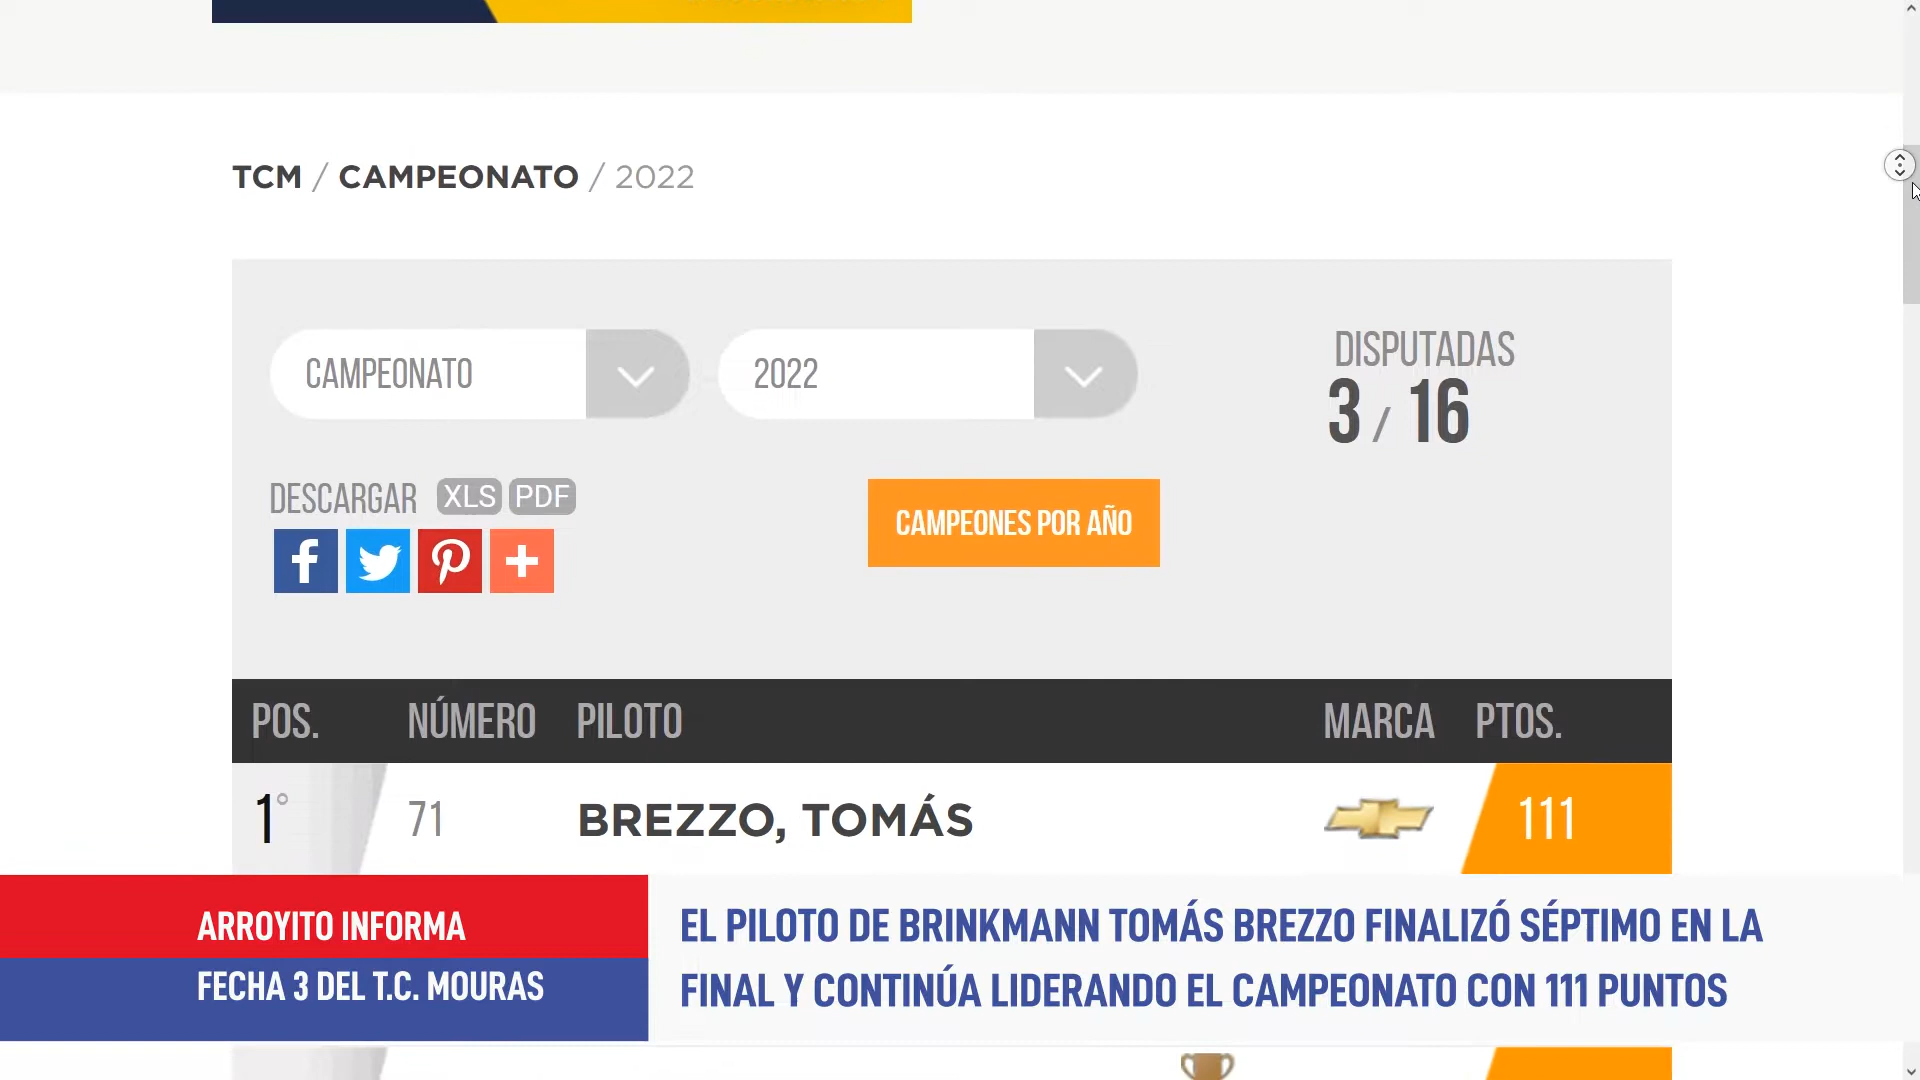 TCM / CAMPEONATO / 2022
CAMPEONATO
2022
DISPUTADAS
3 / 16
DESCARGAR XLS PDF
CAMPEONES POR AÑO
POS. NÚMERO PILOTO MARCA PTOS.
1° 71 BREZZO, TOMÁS 111
ARROYITO INFORMA
FECHA 3 DEL T.C. MOURAS
EL PILOTO DE BRINKMANN TOMÁS BREZZO FINALIZÓ SÉPTIMO EN LA
FINAL Y CONTINÚA LIDERANDO EL CAMPEONATO CON 111 PUNTOS